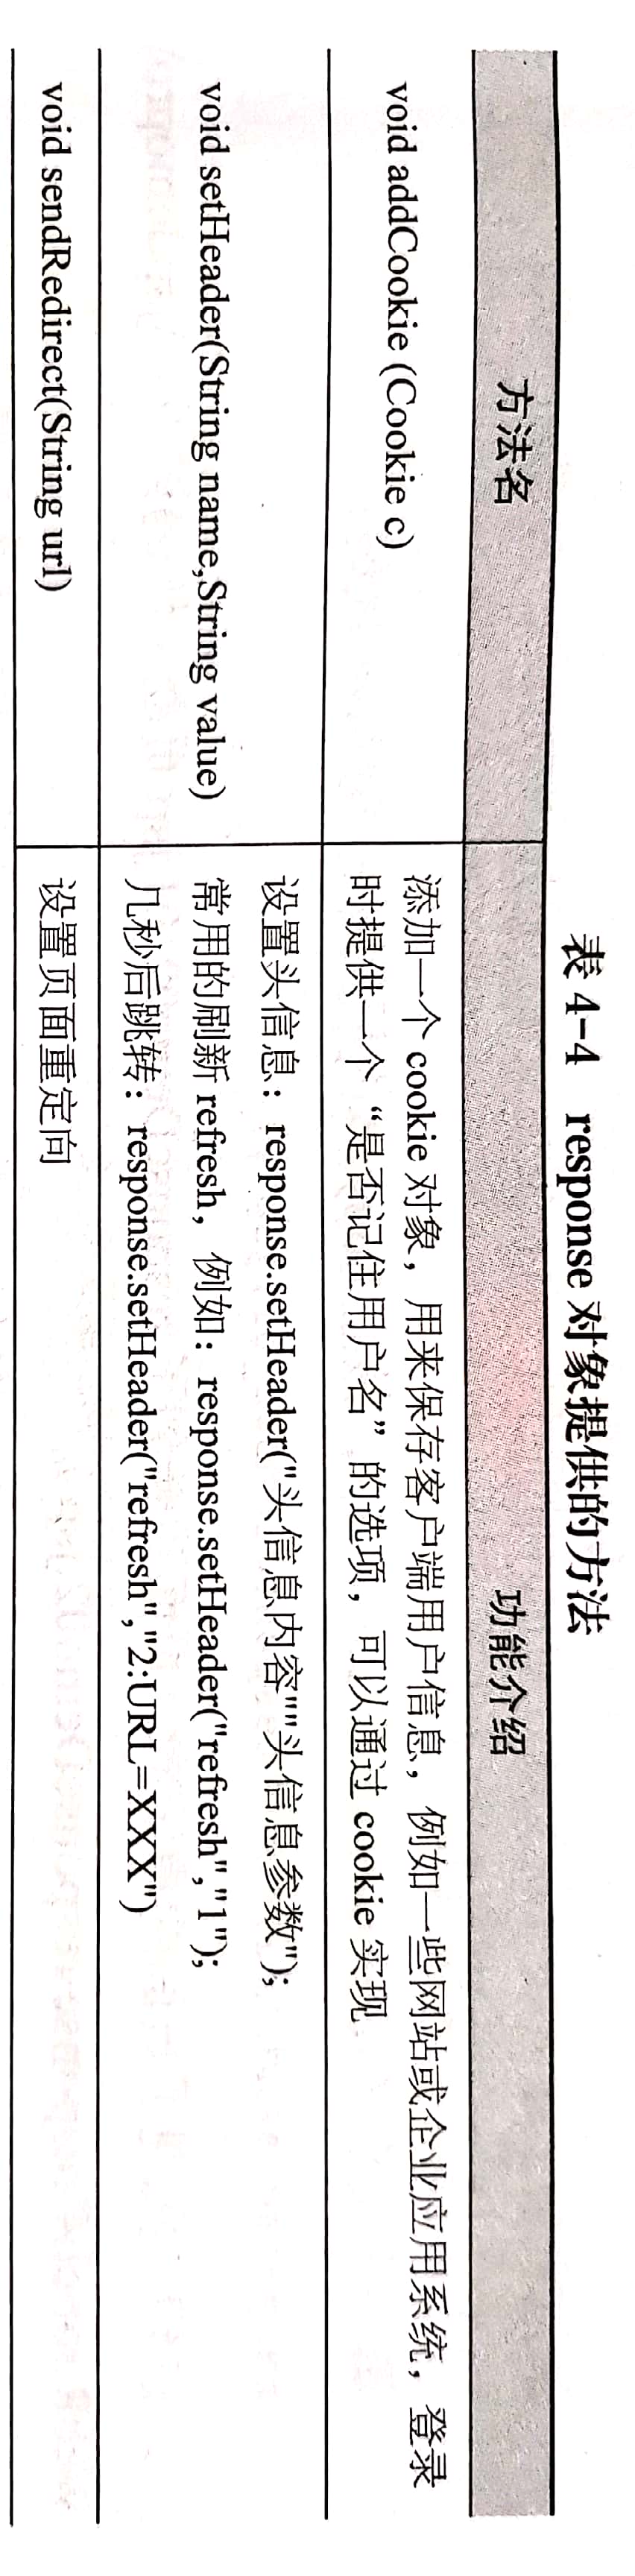 表 4-4 response 对象提供的方法
方法名
功能介绍
void addCookie (Cookie c)
添加一个 cookie 对象，用来保存客户端用户信息，例如一些网站或企业应用系统，登录
时提供一个“是否记住用户名”的选项，可以通过 cookie 实现
void setHeader(String name,String value)
设置头信息：response.setHeader("头信息内容""头信息参数");
常用的刷新 refresh，例如：response.setHeader("refresh","1");
几秒后跳转：response.setHeader("refresh","2:URL=XXX")
void sendRedirect(String url)
设置页面重定向